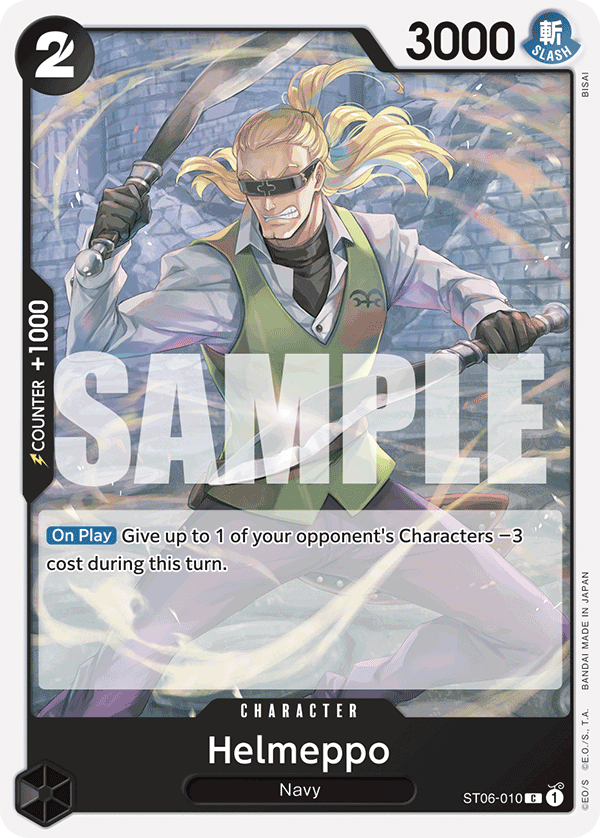 2
3000
斬
SLASH
BISAI
COUNTER +1000
SAMPLE
On Play Give up to 1 of your opponent's Characters −3
cost during this turn.
CHARACTER
Helmeppo
Navy
ST06-010 C 1
©EO/S ©E.O./S., T.A. BANDAI MADE IN JAPAN